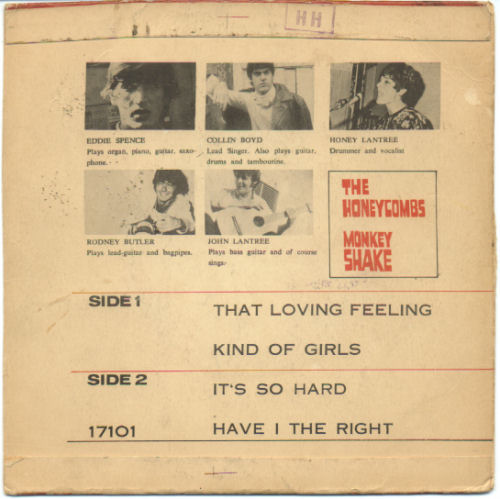 HH
EDDIE SPENCE
Plays organ, piano, guitar, saxo-
phone.
COLLIN BOYD
Lead Singer. Also plays guitar,
drums and tambourine.
HONEY LANTREE
Drummer and vocalist
RODNEY BUTLER
Plays lead-guitar and bagpipes.
JOHN LANTREE
Plays bass guitar and of course
sings.
THE
HONEYCOMBS
MONKEY
SHAKE
SIDE 1
THAT LOVING FEELING
KIND OF GIRLS
SIDE 2
IT'S SO HARD
17101
HAVE I THE RIGHT